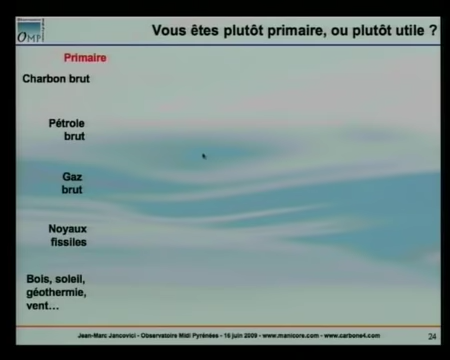 OMP
Vous êtes plutôt primaire, ou plutôt utile ?
Primaire
Charbon brut
Pétrole
brut
Gaz
brut
Noyaux
fissiles
Bois, soleil,
géothermie,
vent...
Jean-Marc Jancovici - Observatoire Midi Pyrénées - 16 juin 2009 - www.manicore.com - www.carbone4.com
24